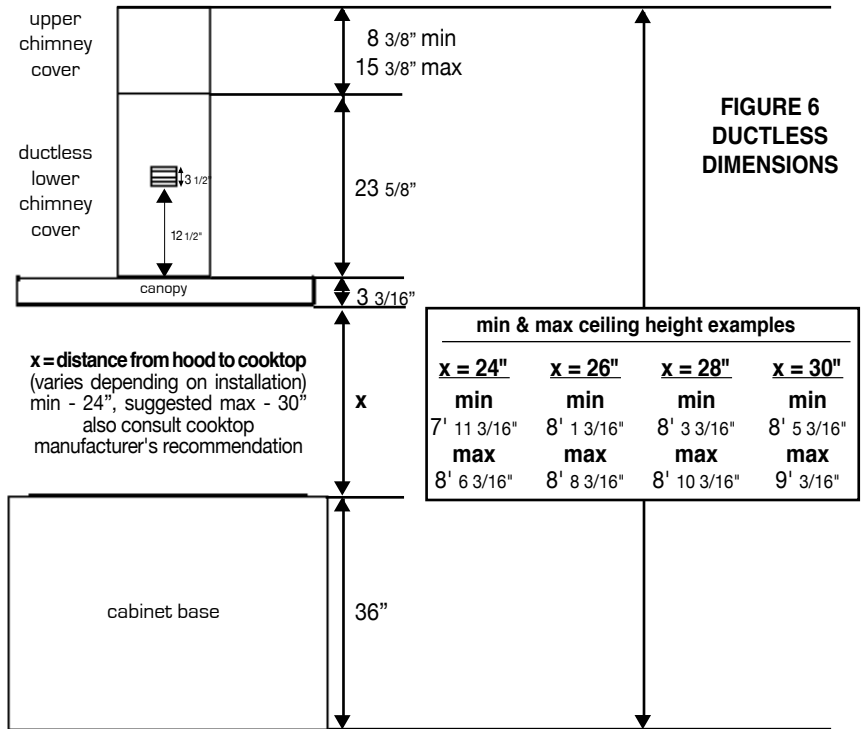 upper
chimney
cover
8 3/8” min
15 3/8” max
FIGURE 6
DUCTLESS
DIMENSIONS
ductless
lower
chimney
cover
3 1/2"
23 5/8”
12 1/2"
canopy
3 3/16”
x = distance from hood to cooktop
(varies depending on installation)
min - 24”, suggested max - 30”
also consult cooktop
manufacturer's recommendation
x
min & max ceiling height examples
x = 24" x = 26" x = 28" x = 30"
min min min min
7' 11 3/16" 8' 1 3/16" 8' 3 3/16" 8' 5 3/16"
max max max max
8' 6 3/16" 8' 8 3/16" 8' 10 3/16" 9' 3/16"
cabinet base
36”